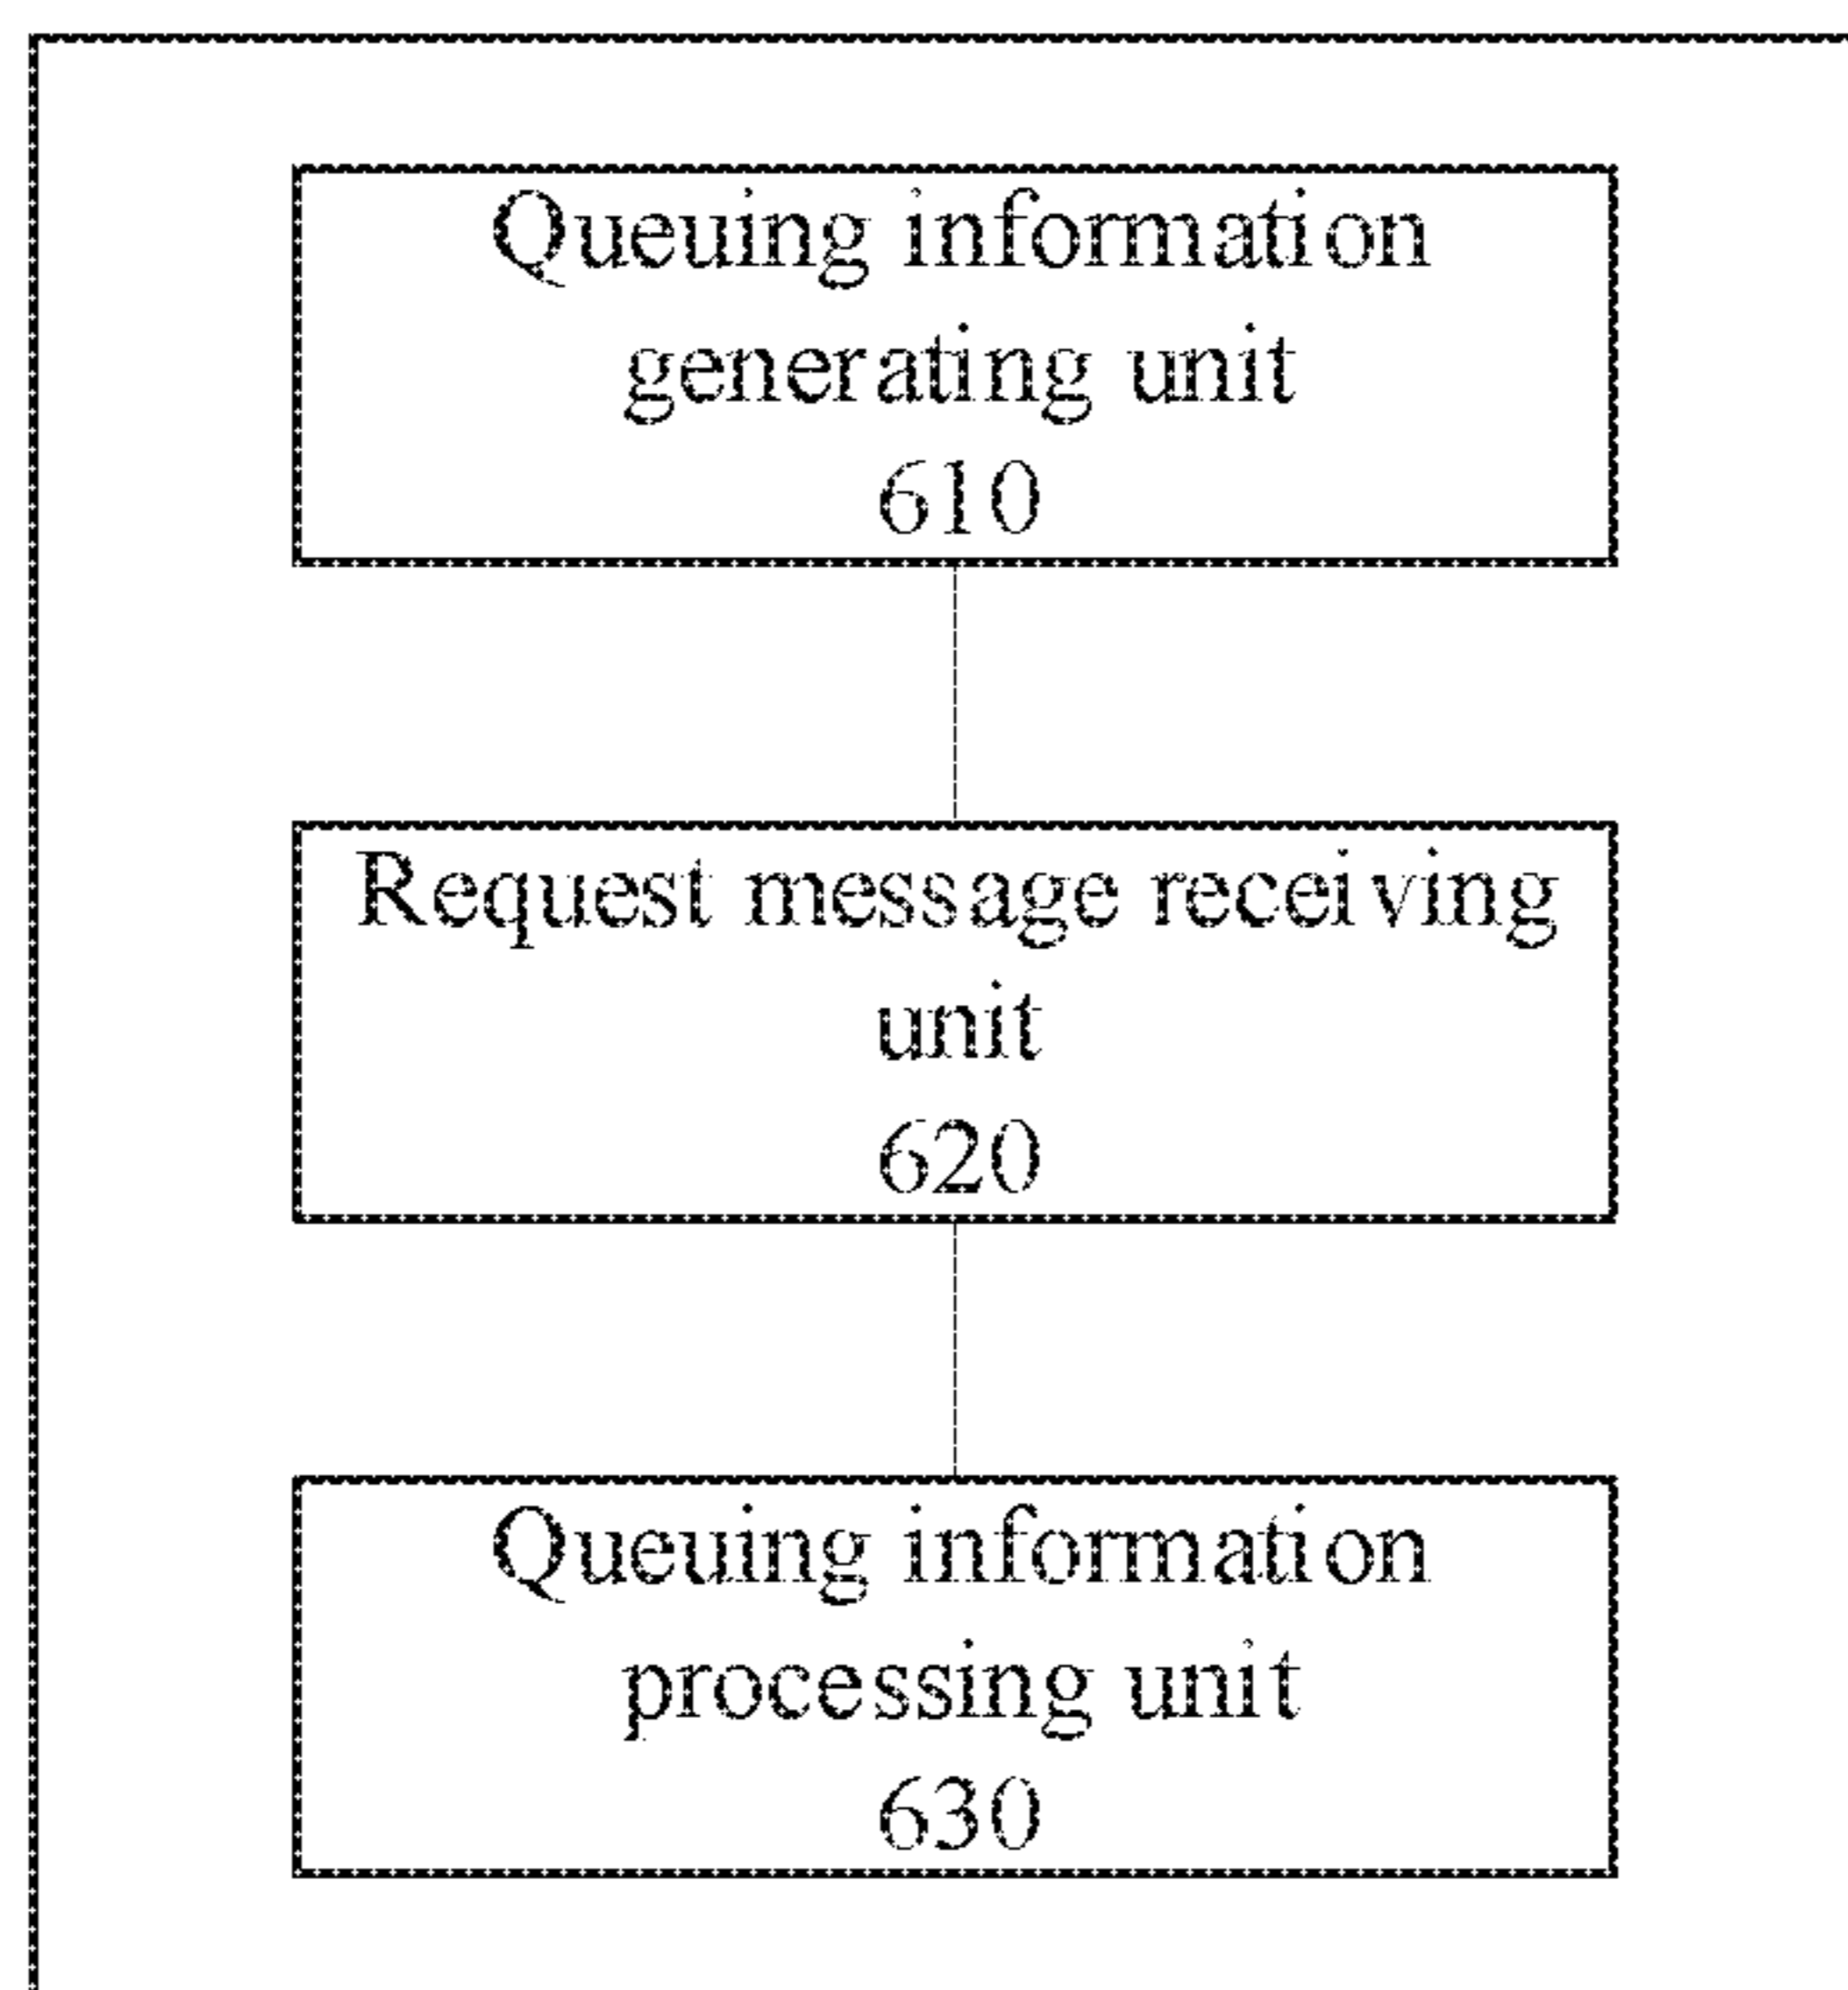 Queuing information
generating unit
610
Request message receiving
unit
620
Queuing information
processing unit
630